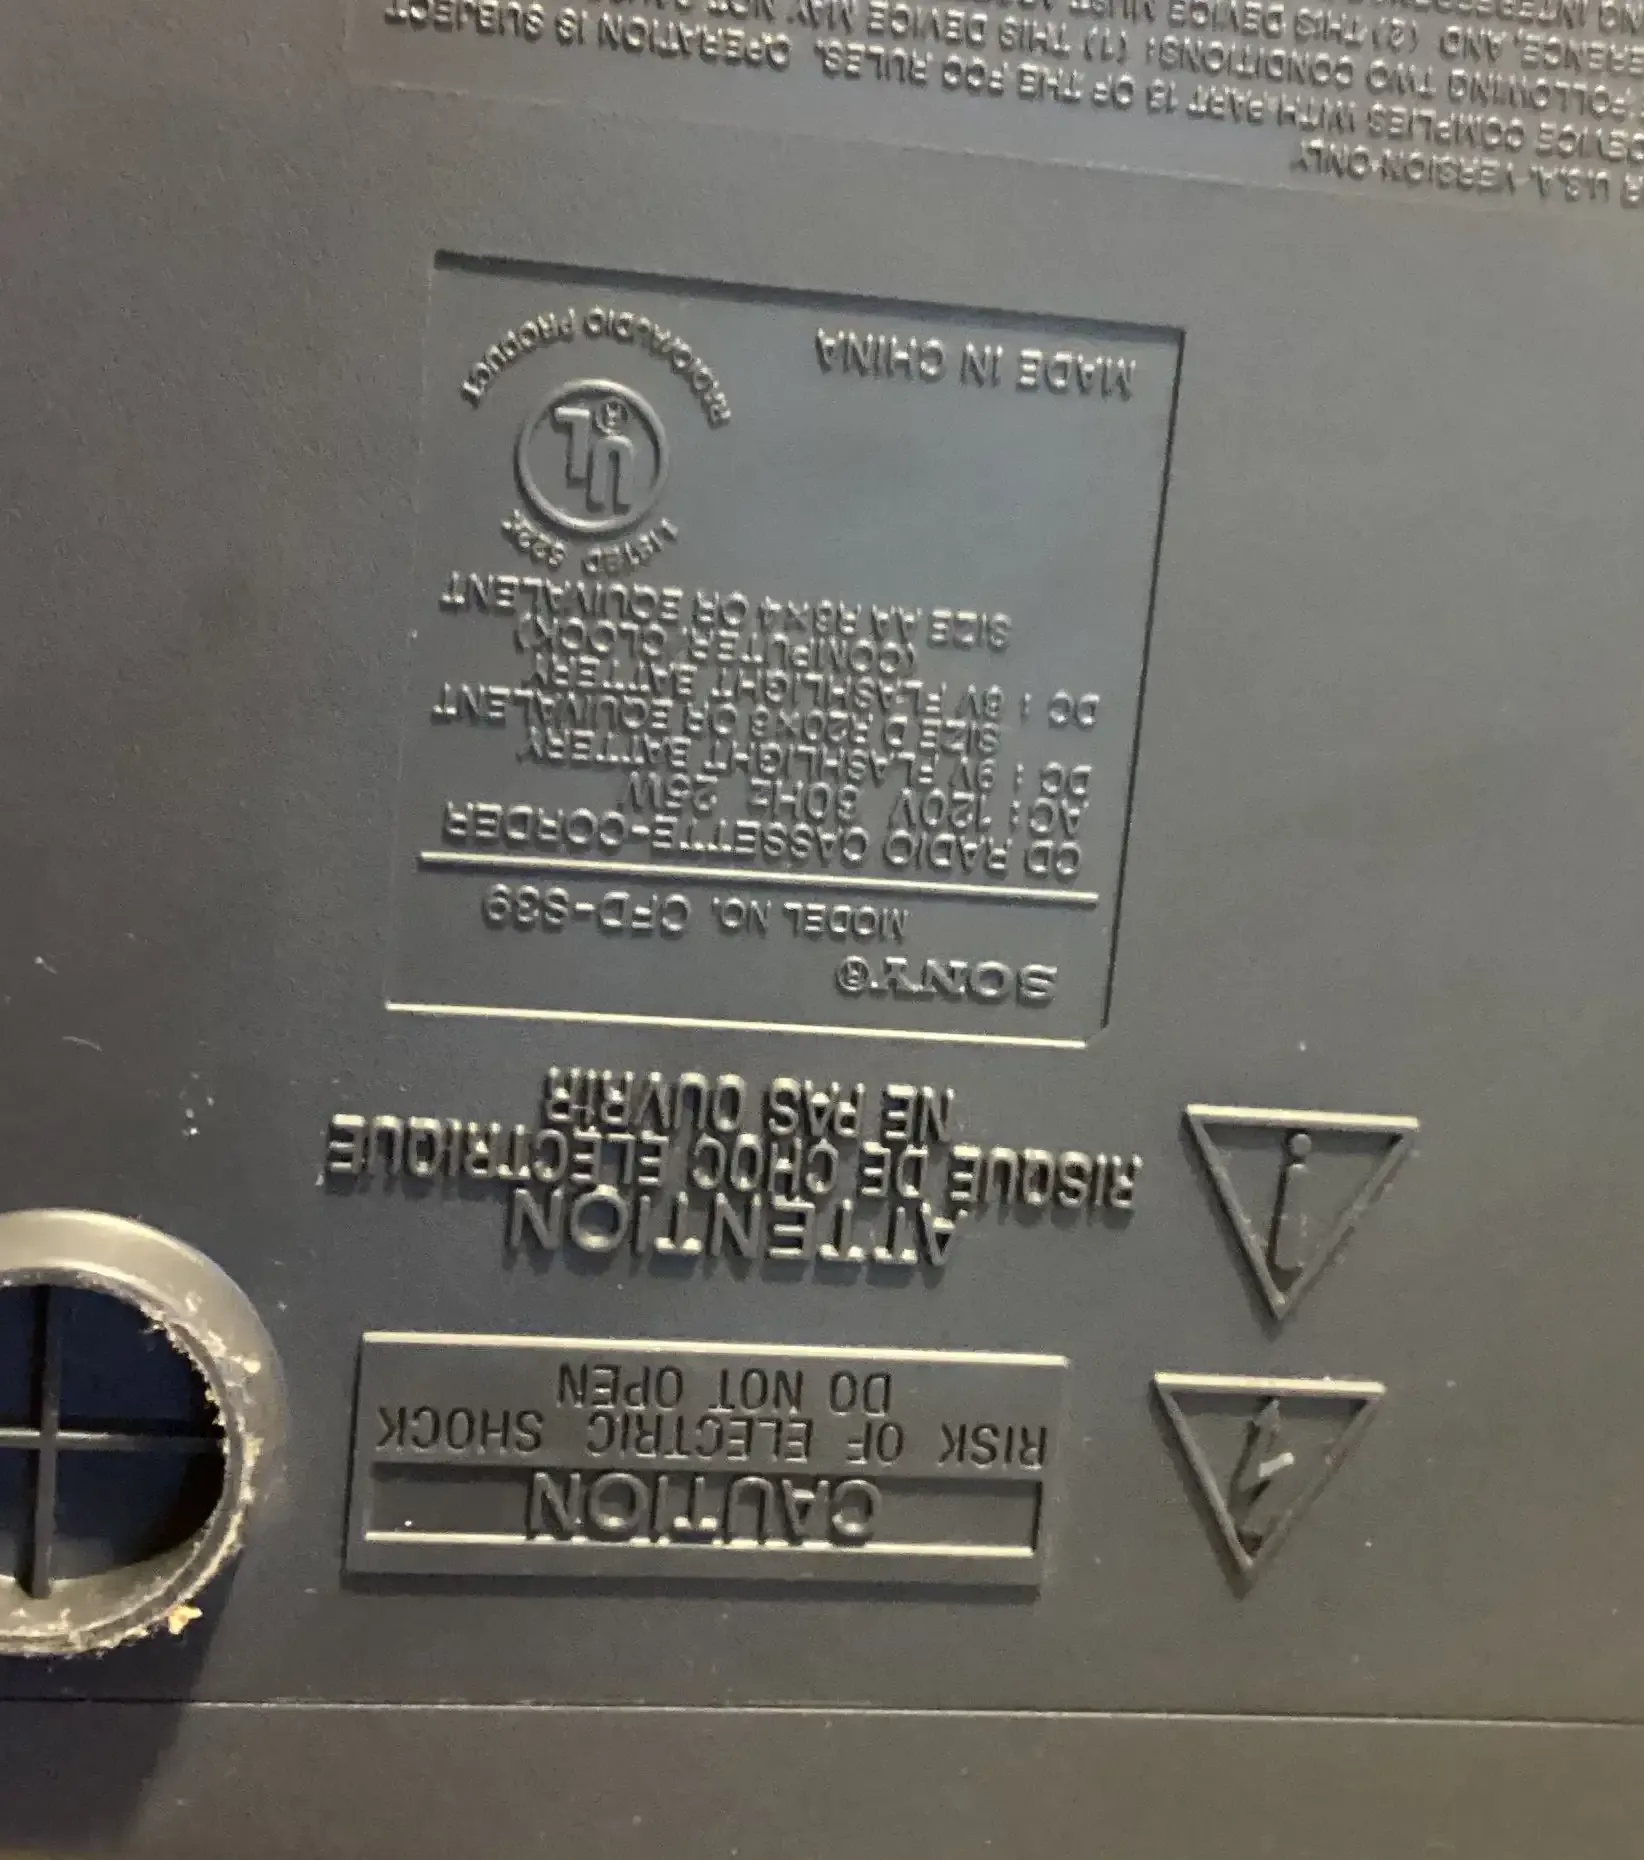 CAUTION
RISK OF ELECTRIC SHOCK
DO NOT OPEN
ATTENTION
RISQUE DE CHOC ELECTRIQUE
NE PAS OUVRIR
SONY®
MODEL NO. CFD-S39
CD RADIO CASSETTE-CORDER
AC : 120V 60HZ 25W
DC : 9V FLASHLIGHT BATTERY
SIZE D R20×6 OR EQUIVALENT
DC : 6V FLASHLIGHT BATTERY
(COMPUTER, CLOCK)
SIZE AA R6×4 OR EQUIVALENT
LISTED
UL®
RADIO/AUDIO PRODUCT
MADE IN CHINA
U.S.A. VERSION ONLY
DEVICE COMPLIES WITH PART 15 OF THE FCC RULES. OPERATION IS SUBJECT
FOLLOWING TWO CONDITIONS: (1) THIS DEVICE MAY NOT
AND (2) THIS DEVICE MUST